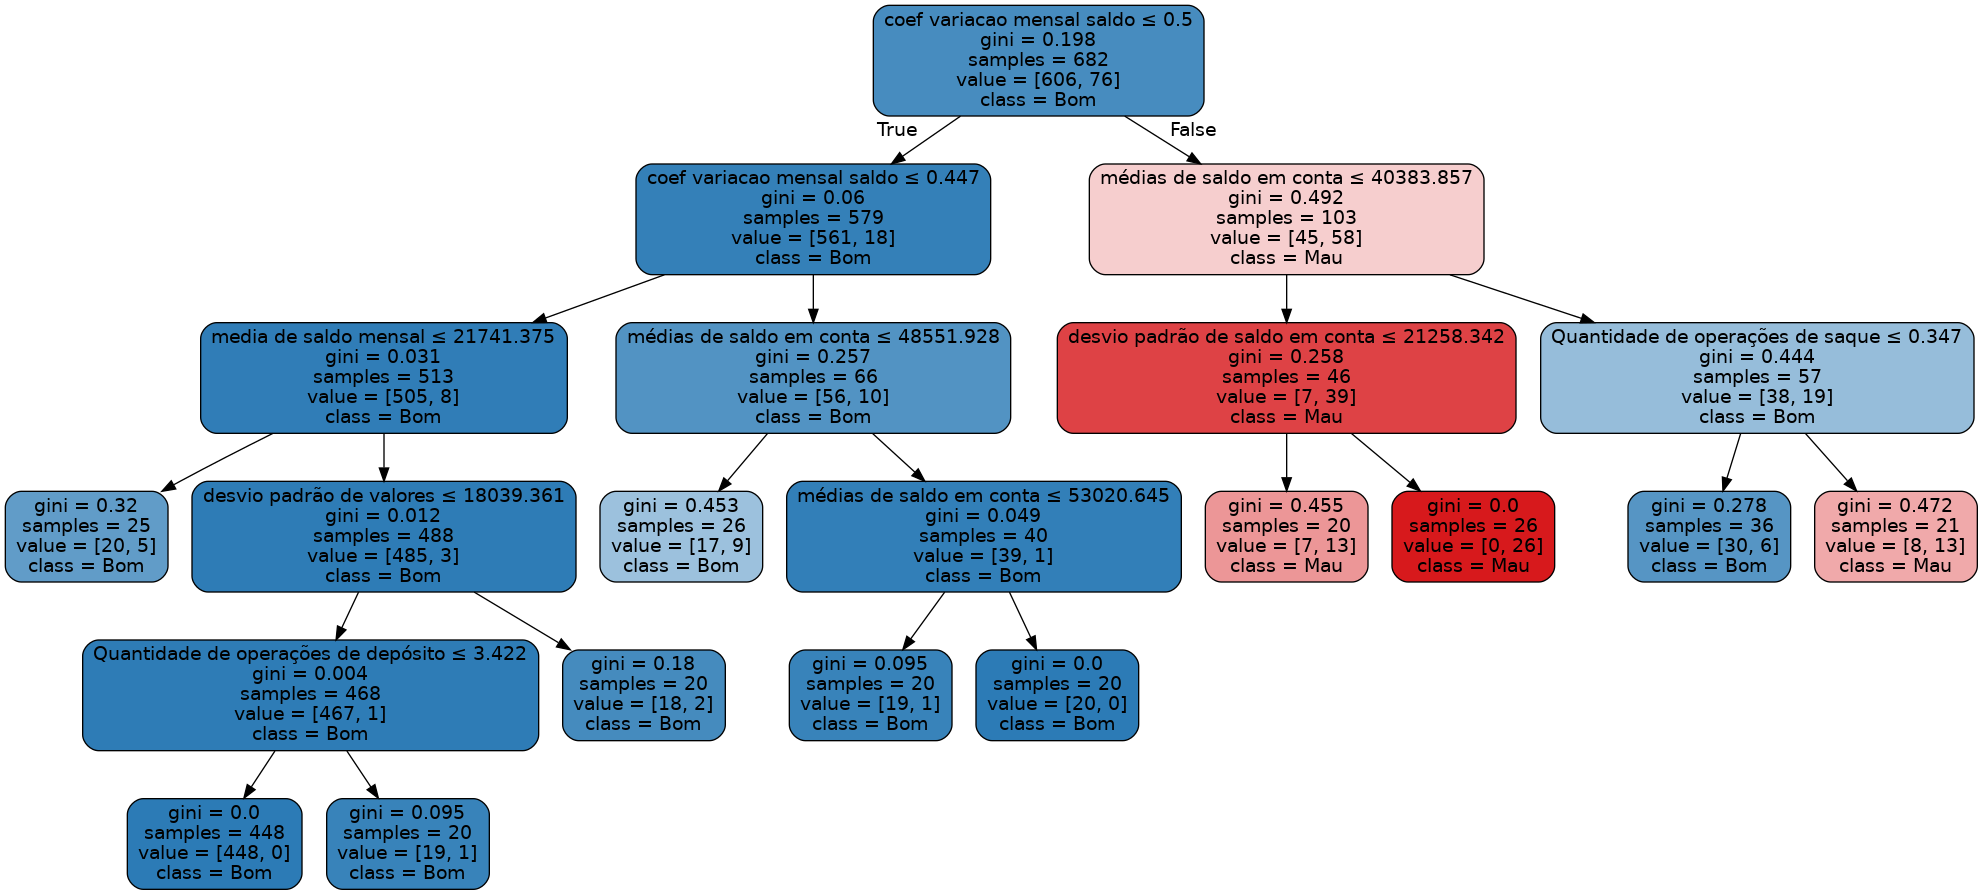 coef variacao mensal saldo ≤ 0.5
gini = 0.198
samples = 682
value = [606, 76]
class = Bom
True
False
coef variacao mensal saldo ≤ 0.447
gini = 0.06
samples = 579
value = [561, 18]
class = Bom
médias de saldo em conta ≤ 40383.857
gini = 0.492
samples = 103
value = [45, 58]
class = Mau
media de saldo mensal ≤ 21741.375
gini = 0.031
samples = 513
value = [505, 8]
class = Bom
médias de saldo em conta ≤ 48551.928
gini = 0.257
samples = 66
value = [56, 10]
class = Bom
desvio padrão de saldo em conta ≤ 21258.342
gini = 0.258
samples = 46
value = [7, 39]
class = Mau
Quantidade de operações de saque ≤ 0.347
gini = 0.444
samples = 57
value = [38, 19]
class = Bom
gini = 0.32
samples = 25
value = [20, 5]
class = Bom
desvio padrão de valores ≤ 18039.361
gini = 0.012
samples = 488
value = [485, 3]
class = Bom
gini = 0.453
samples = 26
value = [17, 9]
class = Bom
médias de saldo em conta ≤ 53020.645
gini = 0.049
samples = 40
value = [39, 1]
class = Bom
gini = 0.455
samples = 20
value = [7, 13]
class = Mau
gini = 0.0
samples = 26
value = [0, 26]
class = Mau
gini = 0.278
samples = 36
value = [30, 6]
class = Bom
gini = 0.472
samples = 21
value = [8, 13]
class = Mau
Quantidade de operações de depósito ≤ 3.422
gini = 0.004
samples = 468
value = [467, 1]
class = Bom
gini = 0.18
samples = 20
value = [18, 2]
class = Bom
gini = 0.095
samples = 20
value = [19, 1]
class = Bom
gini = 0.0
samples = 20
value = [20, 0]
class = Bom
gini = 0.0
samples = 448
value = [448, 0]
class = Bom
gini = 0.095
samples = 20
value = [19, 1]
class = Bom